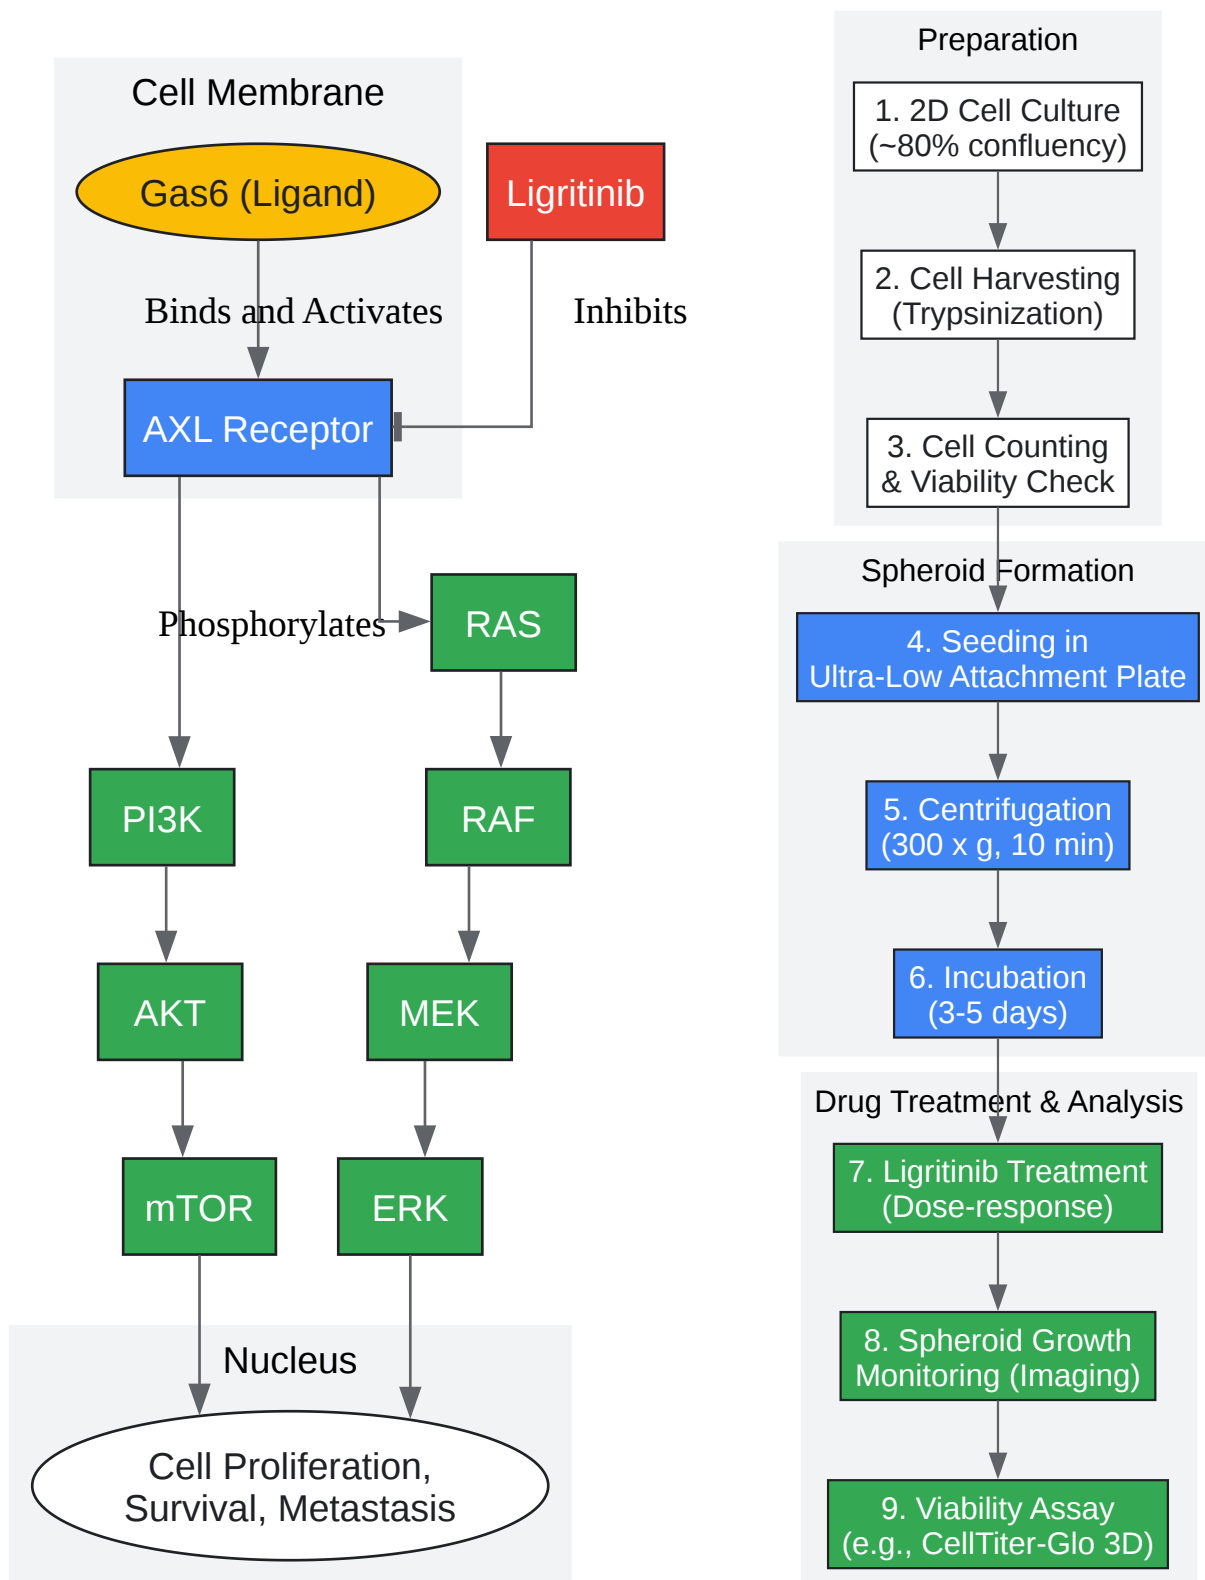 Cell Membrane
Gas6 (Ligand)
Ligritinib
Binds and Activates
Inhibits
AXL Receptor
Phosphorylates
RAS
PI3K
RAF
AKT
MEK
mTOR
ERK
Nucleus
Cell Proliferation,
Survival, Metastasis
Preparation
1. 2D Cell Culture
(~80% confluency)
2. Cell Harvesting
(Trypsinization)
3. Cell Counting
& Viability Check
Spheroid Formation
4. Seeding in
Ultra-Low Attachment Plate
5. Centrifugation
(300 x g, 10 min)
6. Incubation
(3-5 days)
Drug Treatment & Analysis
7. Ligritinib Treatment
(Dose-response)
8. Spheroid Growth
Monitoring (Imaging)
9. Viability Assay
(e.g., CellTiter-Glo 3D)